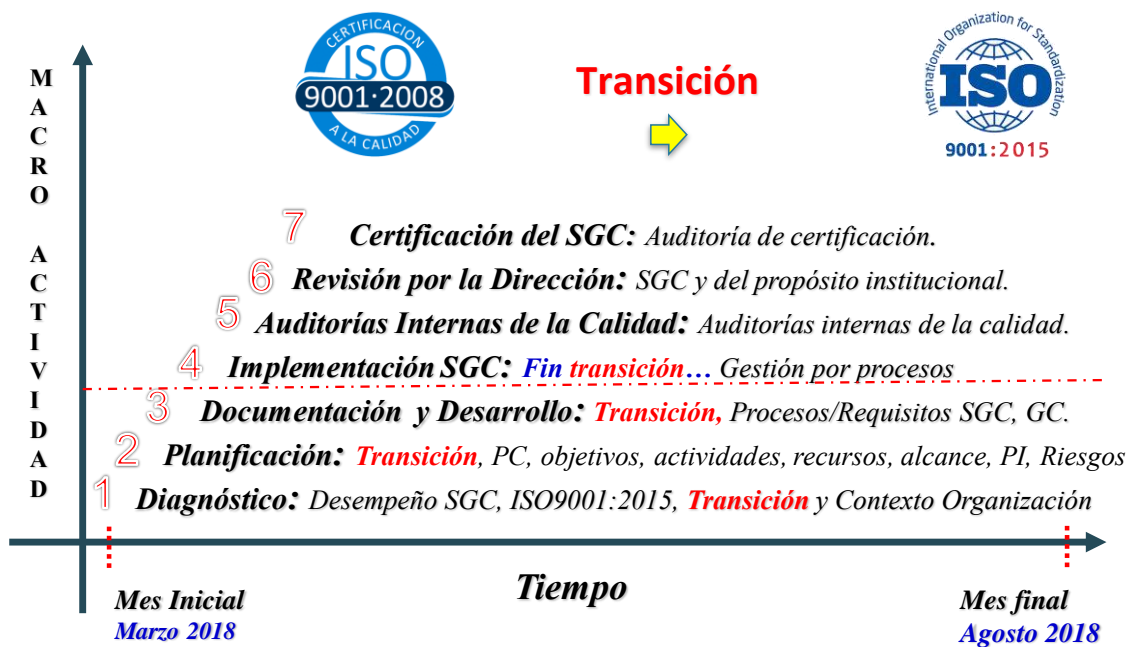 CERTIFICACION
ISO
9001·2008
A LA CALIDAD
Transición
International Organization for Standardization
ISO
9001:2015
MACRO ACTIVIDAD
7 Certificación del SGC: Auditoría de certificación.
6 Revisión por la Dirección: SGC y del propósito institucional.
5 Auditorías Internas de la Calidad: Auditorías internas de la calidad.
4 Implementación SGC: Fin transición... Gestión por procesos
3 Documentación y Desarrollo: Transición, Procesos/Requisitos SGC, GC.
2 Planificación: Transición, PC, objetivos, actividades, recursos, alcance, PI, Riesgos
1 Diagnóstico: Desempeño SGC, ISO9001:2015, Transición y Contexto Organización
Tiempo
Mes Inicial
Marzo 2018
Mes final
Agosto 2018